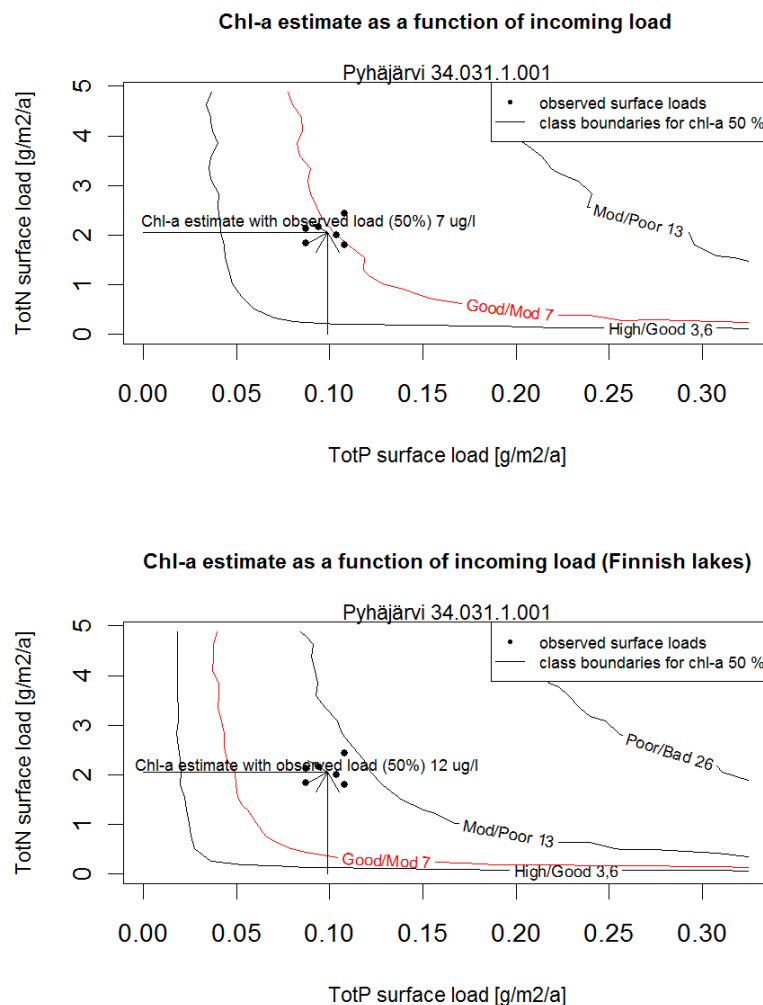 Chl-a estimate as a function of incoming load
Pyhäjärvi 34.031.1.001
observed surface loads
class boundaries for chl-a 50 %
TotN surface load [g/m2/a]
5
4
3
2
1
0
Chl-a estimate with observed load (50%) 7 ug/l
Mod/Poor 13
Good/Mod 7
High/Good 3,6
0.00 0.05 0.10 0.15 0.20 0.25 0.30
TotP surface load [g/m2/a]
Chl-a estimate as a function of incoming load (Finnish lakes)
Pyhäjärvi 34.031.1.001
observed surface loads
class boundaries for chl-a 50 %
TotN surface load [g/m2/a]
5
4
3
2
1
0
Poor/Bad 26
Chl-a estimate with observed load (50%) 12 ug/l
Mod/Poor 13
Good/Mod 7
High/Good 3,6
0.00 0.05 0.10 0.15 0.20 0.25 0.30
TotP surface load [g/m2/a]